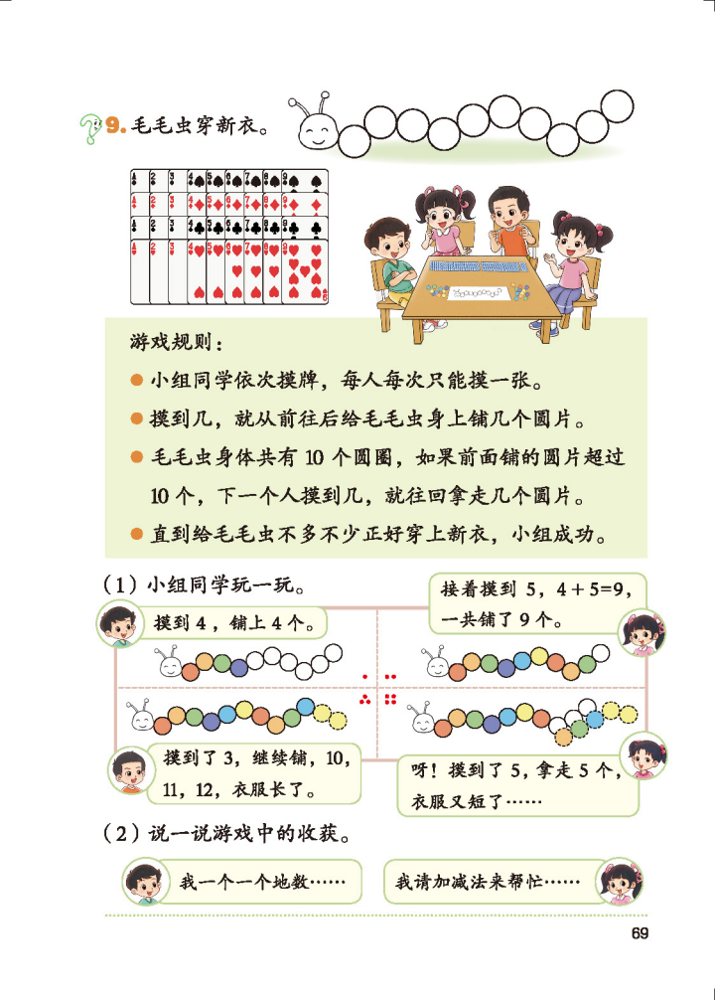 9. 毛毛虫穿新衣。
游戏规则：
● 小组同学依次摸牌，每人每次只能摸一张。
● 摸到几，就从前往后给毛毛虫身上铺几个圆片。
● 毛毛虫身体共有 10 个圆圈，如果前面铺的圆片超过
10 个，下一个人摸到几，就往回拿走几个圆片。
● 直到给毛毛虫不多不少正好穿上新衣，小组成功。
（1）小组同学玩一玩。
摸到 4，铺上 4 个。
接着摸到 5，4 + 5=9，
一共铺了 9 个。
摸到了 3，继续铺，10，
11，12，衣服长了。
呀！摸到了 5，拿走 5 个，
衣服又短了……
（2）说一说游戏中的收获。
我一个一个地数……
我请加减法来帮忙……
69